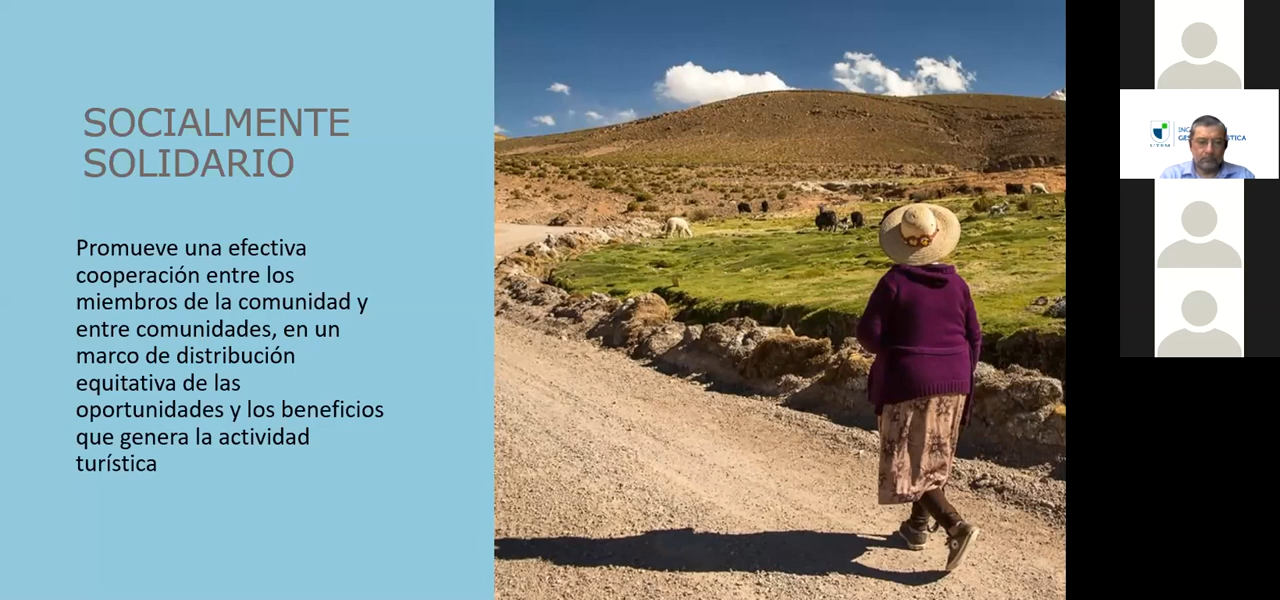 SOCIALMENTE
SOLIDARIO
Promueve una efectiva
cooperación entre los
miembros de la comunidad y
entre comunidades, en un
marco de distribución
equitativa de las
oportunidades y los beneficios
que genera la actividad
turística